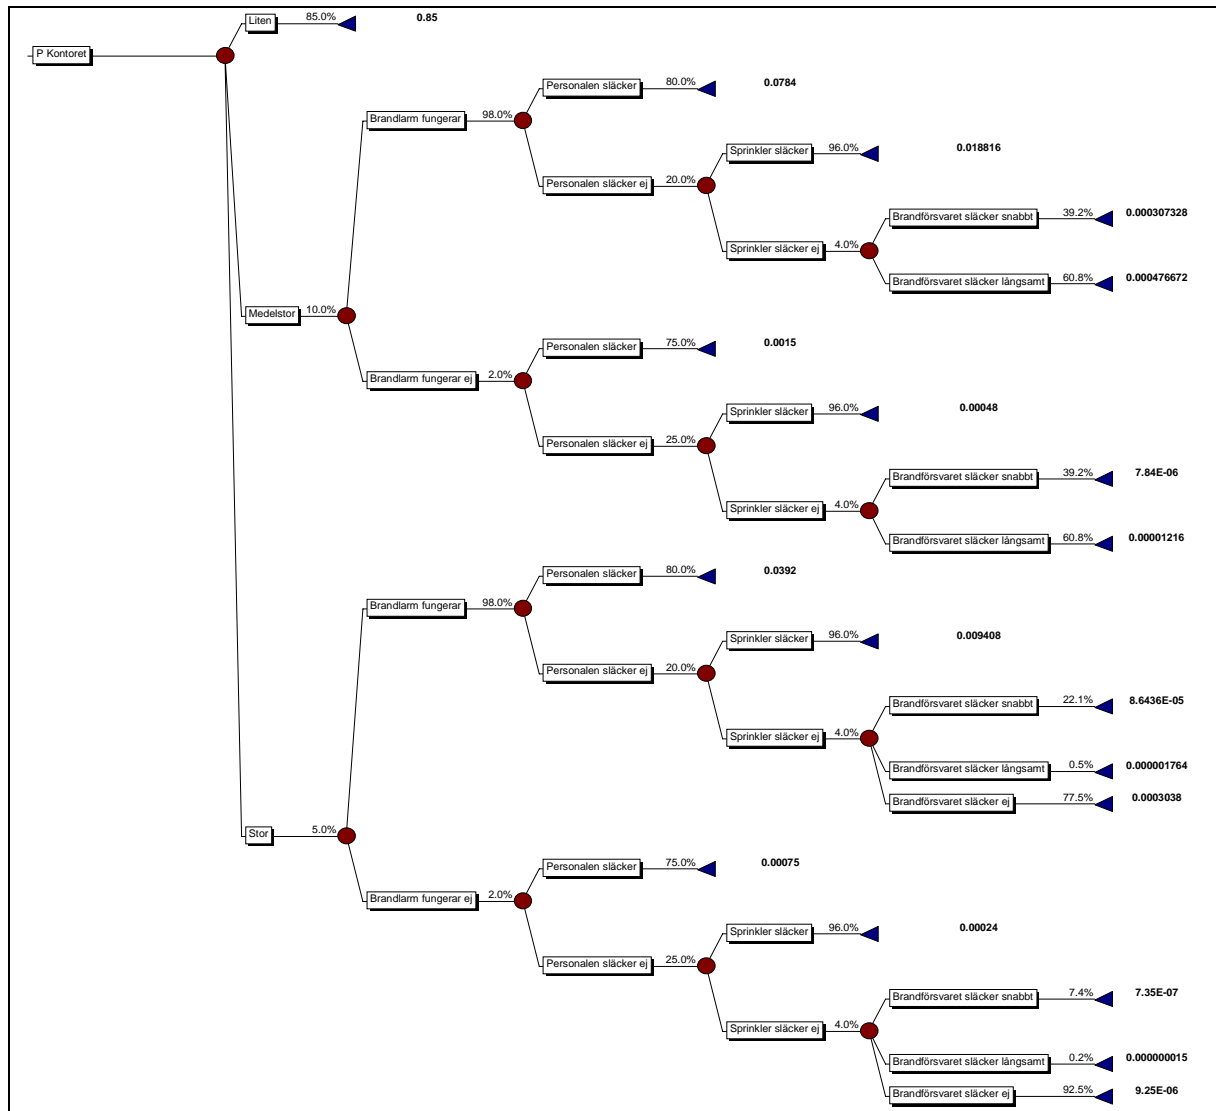 Liten 85.0% 0.85
P Kontoret
Personalen släcker 80.0% 0.0784
Brandlarm fungerar 98.0%
Sprinkler släcker 96.0% 0.018816
Personalen släcker ej 20.0%
Brandförsvaret släcker snabbt 39.2% 0.000307328
Sprinkler släcker ej 4.0%
Brandförsvaret släcker långsamt 60.8% 0.000476672
Medelstor 10.0%
Personalen släcker 75.0% 0.0015
Brandlarm fungerar ej 2.0%
Sprinkler släcker 96.0% 0.00048
Personalen släcker ej 25.0%
Brandförsvaret släcker snabbt 39.2% 7.84E-06
Sprinkler släcker ej 4.0%
Brandförsvaret släcker långsamt 60.8% 0.00001216
Personalen släcker 80.0% 0.0392
Brandlarm fungerar 98.0%
Sprinkler släcker 96.0% 0.009408
Personalen släcker ej 20.0%
Brandförsvaret släcker snabbt 22.1% 8.6436E-05
Sprinkler släcker ej 4.0%
Brandförsvaret släcker långsamt 0.5% 0.000001764
Brandförsvaret släcker ej 77.5% 0.0003038
Stor 5.0%
Personalen släcker 75.0% 0.00075
Brandlarm fungerar ej 2.0%
Sprinkler släcker 96.0% 0.00024
Personalen släcker ej 25.0%
Brandförsvaret släcker snabbt 7.4% 7.35E-07
Sprinkler släcker ej 4.0%
Brandförsvaret släcker långsamt 0.2% 0.000000015
Brandförsvaret släcker ej 92.5% 9.25E-06